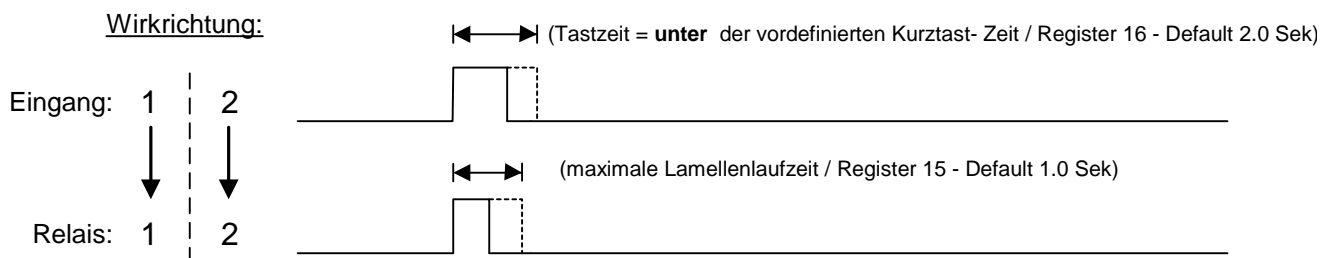 Wirkrichtung:
(Tastzeit = unter der vordefinierten Kurztast- Zeit / Register 16 - Default 2.0 Sek)
Eingang: 1 2
(maximale Lamellenlaufzeit / Register 15 - Default 1.0 Sek)
Relais: 1 2